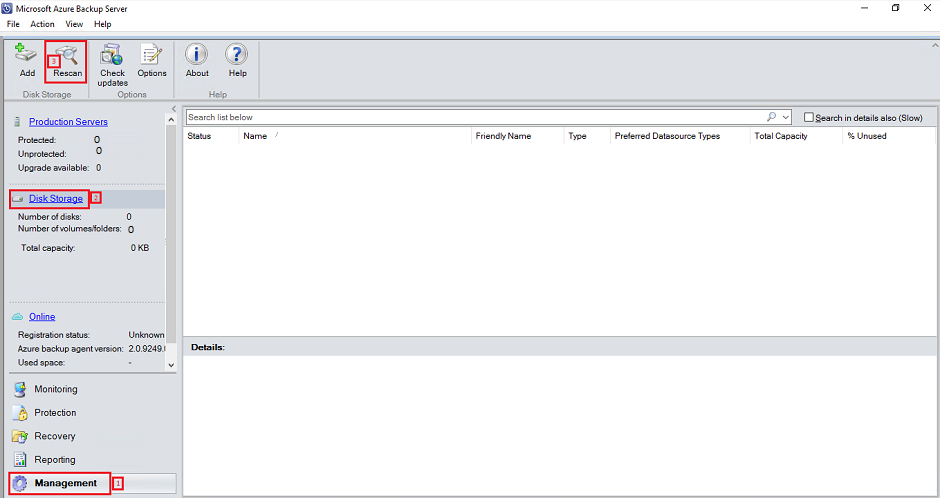 Microsoft Azure Backup Server
File Action View Help
Add
3
Rescan
Check updates
Options
About
Help
Disk Storage
Options
Help
Production Servers
Protected: 0
Unprotected: 0
Upgrade available: 0
Disk Storage 2
Number of disks: 0
Number of volumes/folders: 0
Total capacity: 0 KB
Online
Registration status: Unknown
Azure backup agent version: 2.0.9249.
Used space: -
Monitoring
Protection
Recovery
Reporting
Management 1
Search list below
Search in details also (Slow)
Status Name / Friendly Name Type Preferred Datasource Types Total Capacity % Unused
Details: